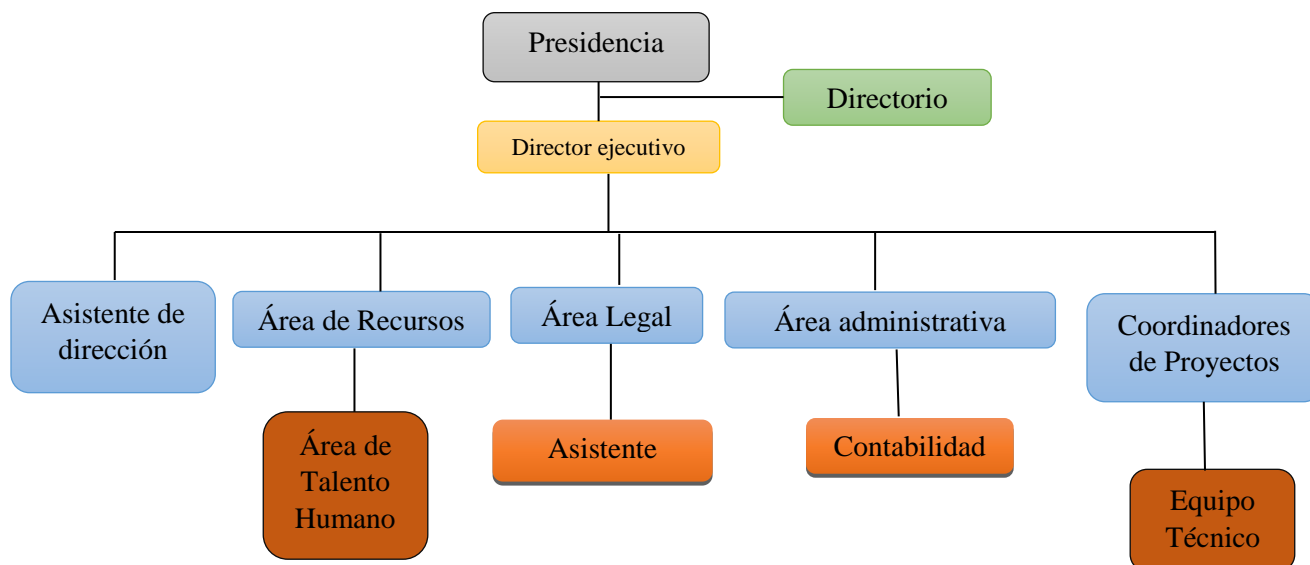 Presidencia
Directorio
Director ejecutivo
Asistente de
dirección
Área de Recursos
Área Legal
Área administrativa
Coordinadores
de Proyectos
Área de
Talento
Humano
Asistente
Contabilidad
Equipo
Técnico